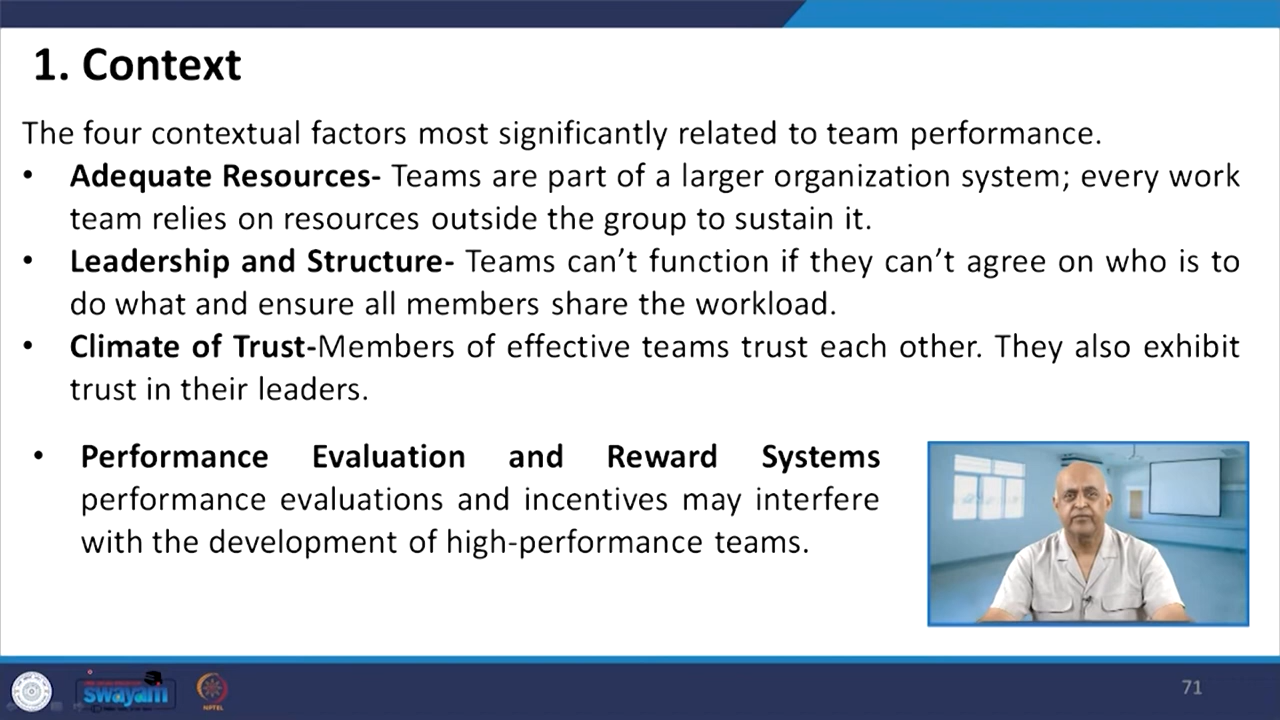 1. Context
The four contextual factors most significantly related to team performance.
• Adequate Resources- Teams are part of a larger organization system; every work
team relies on resources outside the group to sustain it.
• Leadership and Structure- Teams can’t function if they can’t agree on who is to
do what and ensure all members share the workload.
• Climate of Trust-Members of effective teams trust each other. They also exhibit
trust in their leaders.
• Performance Evaluation and Reward Systems
performance evaluations and incentives may interfere
with the development of high-performance teams.
swayam
NPTEL
71